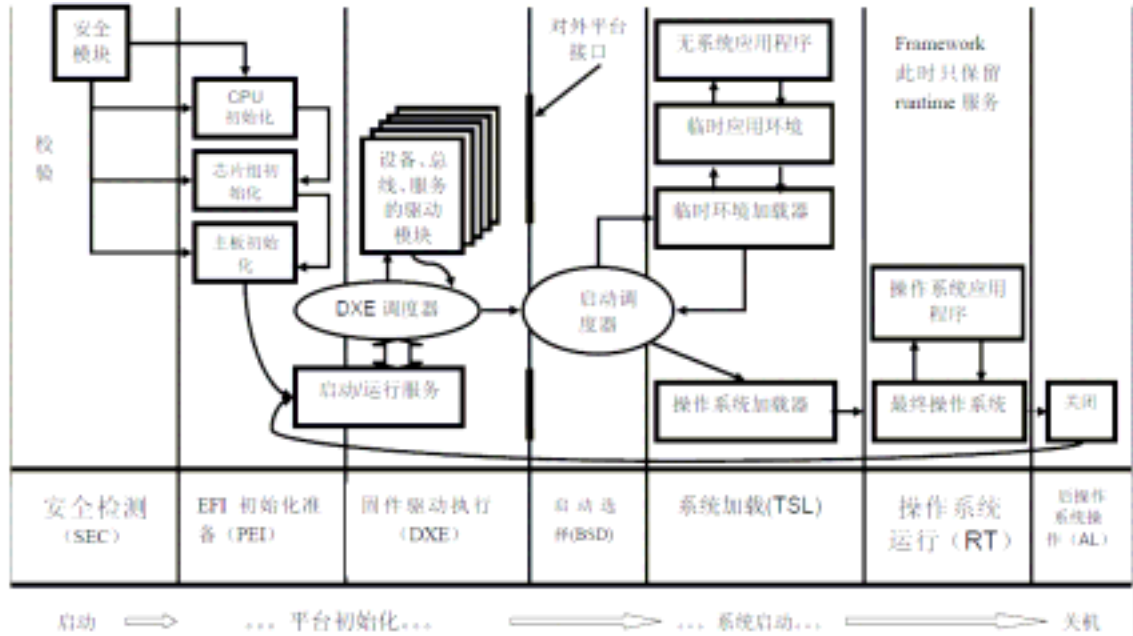 安全
模块
校
验
CPU
初始化
芯片组初
始化
主板初始
化
设备、总
线、服务
的驱动
模块
DXE 调度器
启动/运行服务
对外平台
接口
启动调
度器
无系统应用程序
临时应用环境
临时环境加载器
操作系统加载器
Framework
此时只保留
runtime 服务
操作系统应用
程序
最终操作系统
关闭
安全检测
(SEC)
EFI 初始化准
备(PEI)
固件驱动执行
(DXE)
启动选
择(BSD)
系统加载(TSL)
操作系统
运行(RT)
后操作
系统操
作(AL)
启动
... 平台初始化...
... 系统启动...
关机